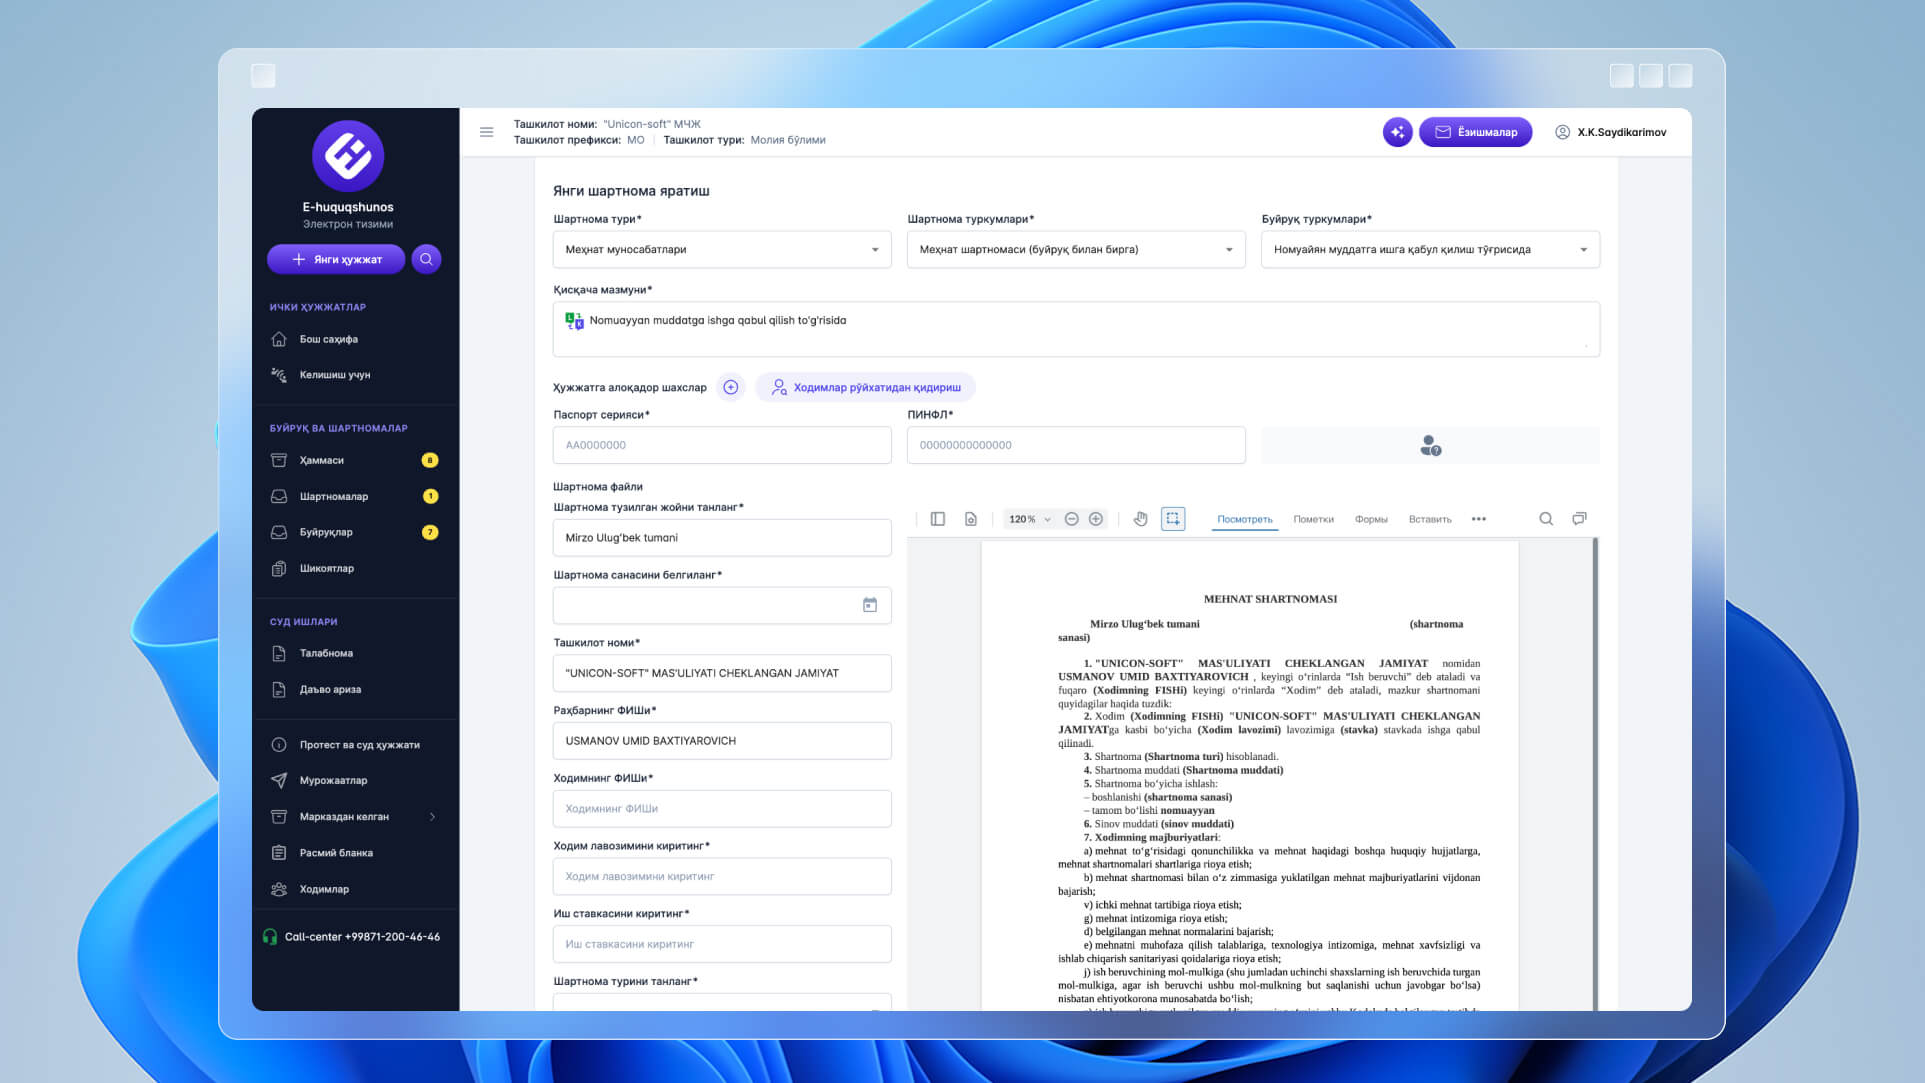 E-huquqshunos
Электрон тизими
Янги ҳужжат
ИЧКИ ҲУЖЖАТЛАР
Бош саҳифа
Келишиш учун
БУЙРУҚ ВА ШАРТНОМАЛАР
Ҳаммаси 8
Шартномалар 1
Буйруқлар 7
Шикоятлар
СУД ИШЛАРИ
Талабнома
Даъво ариза
Протест ва суд ҳужжати
Мурожаатлар
Марказдан келган
Расмий бланка
Ходимлар
Call-center +99871-200-46-46
Ташкилот номи: "Unicon-soft" МЧЖ
Ташкилот префикси: МО Ташкилот тури: Молия бўлими
Ёзишмалар
X.K.Saydikarimov
Янги шартнома яратиш
Шартнома тури* Шартнома туркумлари* Буйруқ туркумлари*
Меҳнат муносабатлари Меҳнат шартномаси (буйруқ билан бирга) Номуайян муддатга ишга қабул қилиш тўғрисида
Қисқача мазмуни*
Nomuayyan muddatga ishga qabul qilish to'g'risida
Ҳужжатга алоқадор шахслар Ходимлар рўйхатидан қидириш
Паспорт серияси* ПИНФЛ*
AA0000000 00000000000000
Шартнома файли
Шартнома тузилган жойни танланг*
Mirzo Ulug'bek tumani
Шартнома санасини белгиланг*
Ташкилот номи*
"UNICON-SOFT" MAS'ULIYATI CHEKLANGAN JAMIYAT
Раҳбарнинг ФИШи*
USMANOV UMID BAXTIYAROVICH
Ходимнинг ФИШи*
Ходимнинг ФИШи
Ходим лавозимини киритинг*
Ходим лавозимини киритинг
Иш ставкасини киритинг*
Иш ставкасини киритинг
Шартнома турини танланг*
120 % Посмотреть Пометки Формы Вставить
MEHNAT SHARTNOMASI
Mirzo Ulug‘bek tumani (shartnoma
sanasi)
1. "UNICON-SOFT" MAS'ULIYATI CHEKLANGAN JAMIYAT nomidan
USMANOV UMID BAXTIYAROVICH , keyingi o‘rinlarda “Ish beruvchi” deb ataladi va
fuqaro (Xodimning FISHi) keyingi o‘rinlarda “Xodim” deb ataladi, mazkur shartnomani
quyidagilar haqida tuzdik:
2. Xodim (Xodimning FISHi) "UNICON-SOFT" MAS'ULIYATI CHEKLANGAN
JAMIYATga kasbi bo‘yicha (Xodim lavozimi) lavozimiga (stavka) stavkada ishga qabul
qilinadi.
3. Shartnoma (Shartnoma turi) hisoblanadi.
4. Shartnoma muddati (Shartnoma muddati)
5. Shartnoma bo‘yicha ishlash:
– boshlanishi (shartnoma sanasi)
– tamom bo‘lishi nomuayyan
6. Sinov muddati (sinov muddati)
7. Xodimning majburiyatlari:
a) mehnat to‘g‘risidagi qonunchilikka va mehnat haqidagi boshqa huquqiy hujjatlarga,
mehnat shartnomalari shartlariga rioya etish;
b) mehnat shartnomasi bilan o‘z zimmasiga yuklatilgan mehnat majburiyatlarini vijdonan
bajarish;
v) ichki mehnat tartibiga rioya etish;
g) mehnat intizomiga rioya etish;
d) belgilangan mehnat normalarini bajarish;
e) mehnatni muhofaza qilish talablariga, texnologiya intizomiga, mehnat xavfsizligi va
ishlab chiqarish sanitariyasi qoidalariga rioya etish;
j) ish beruvchining mol-mulkiga (shu jumladan uchinchi shaxslarning ish beruvchida turgan
mol-mulkiga, agar ish beruvchi ushbu mol-mulkning but saqlanishi uchun javobgar bo‘lsa)
nisbatan ehtiyotkorona munosabatda bo‘lish;